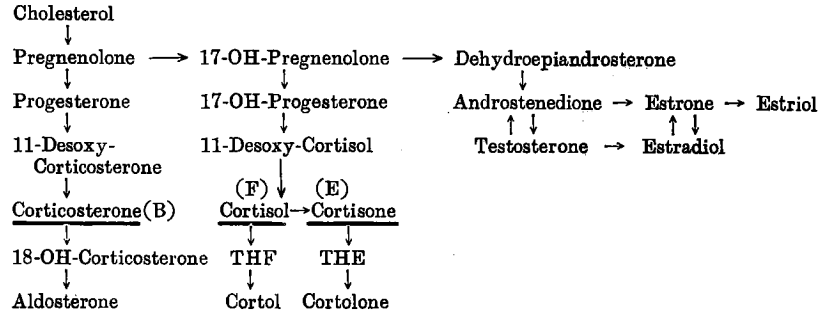 Cholesterol
Pregnenolone → 17-OH-Pregnenolone → Dehydroepiandrosterone
Progesterone 17-OH-Progesterone Androstenedione → Estrone → Estriol
11-Desoxy- 11-Desoxy-Cortisol Testosterone → Estradiol
Corticosterone
(F) (E)
Corticosterone(B) Cortisol→Cortisone
18-OH-Corticosterone THF THE
Aldosterone Cortol Cortolone